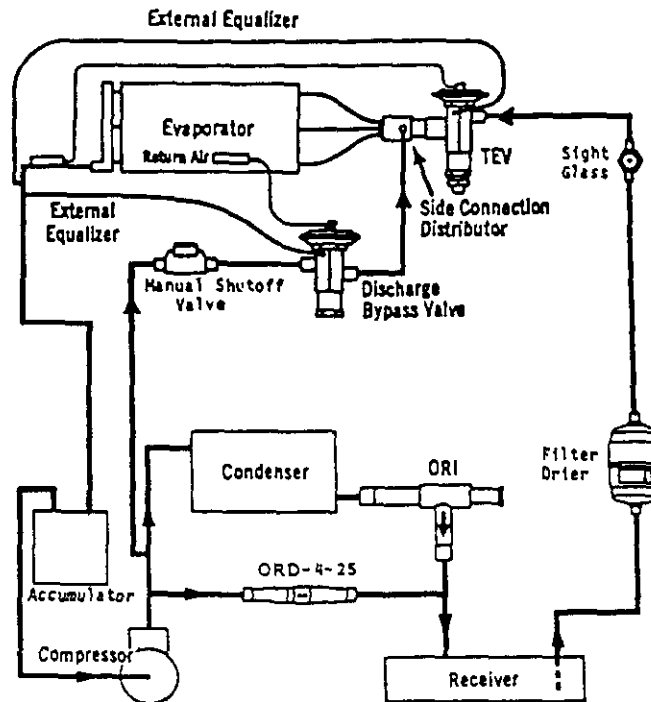 External Equalizer
Evaporator
Return Air
TEV
Sight
Glass
External
Equalizer
Side Connection
Distributor
Manual Shutoff
Valve
Discharge
Bypass Valve
Condenser
ORI
Filter
Drier
ORD-4-25
Accumulator
Compressor
Receiver